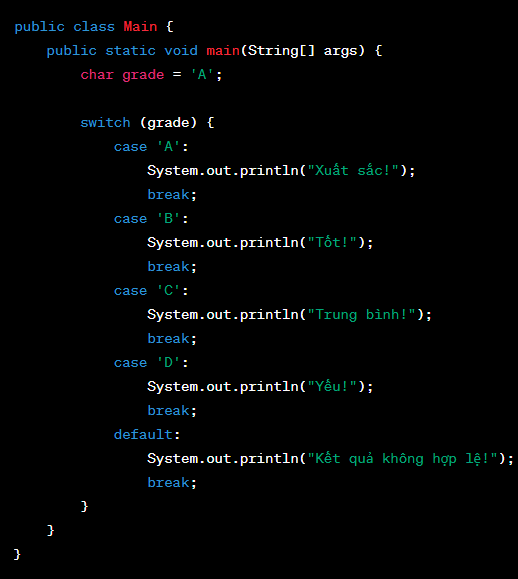 public class Main {
    public static void main(String[] args) {
        char grade = 'A';

        switch (grade) {
            case 'A':
                System.out.println("Xuất sắc!");
                break;
            case 'B':
                System.out.println("Tốt!");
                break;
            case 'C':
                System.out.println("Trung bình!");
                break;
            case 'D':
                System.out.println("Yếu!");
                break;
            default:
                System.out.println("Kết quả không hợp lệ!");
                break;
        }
    }
}